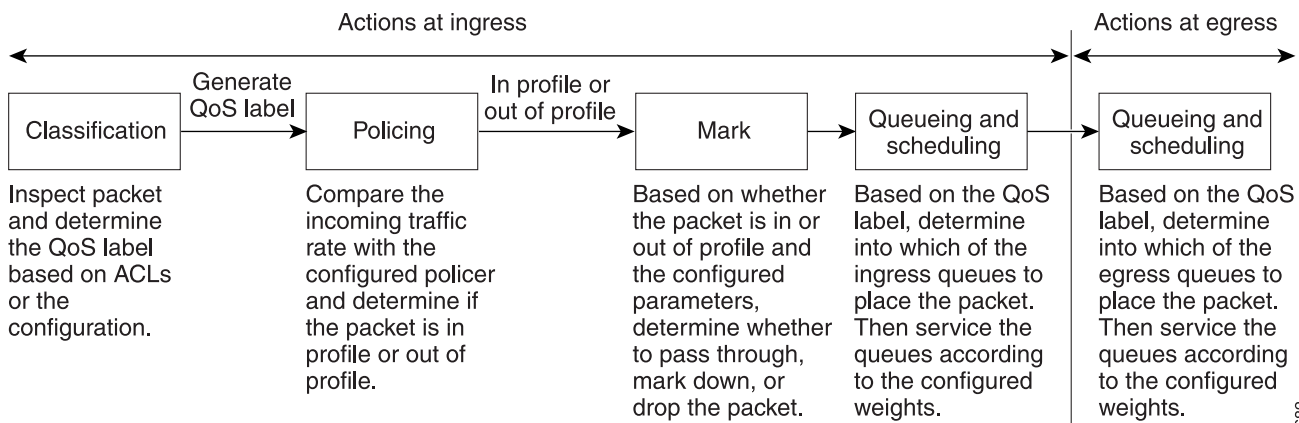 Actions at ingress
Actions at egress
Generate
QoS label
In profile or
out of profile
Classification
Policing
Mark
Queueing and
scheduling
Queueing and
scheduling
Inspect packet
and determine
the QoS label
based on ACLs
or the
configuration.
Compare the
incoming traffic
rate with the
configured policer
and determine if
the packet is in
profile or out of
profile.
Based on whether
the packet is in or
out of profile and
the configured
parameters,
determine whether
to pass through,
mark down, or
drop the packet.
Based on the QoS
label, determine
into which of the
ingress queues to
place the packet.
Then service the
queues according
to the configured
weights.
Based on the QoS
label, determine
into which of the
egress queues to
place the packet.
Then service the
queues according
to the configured
weights.